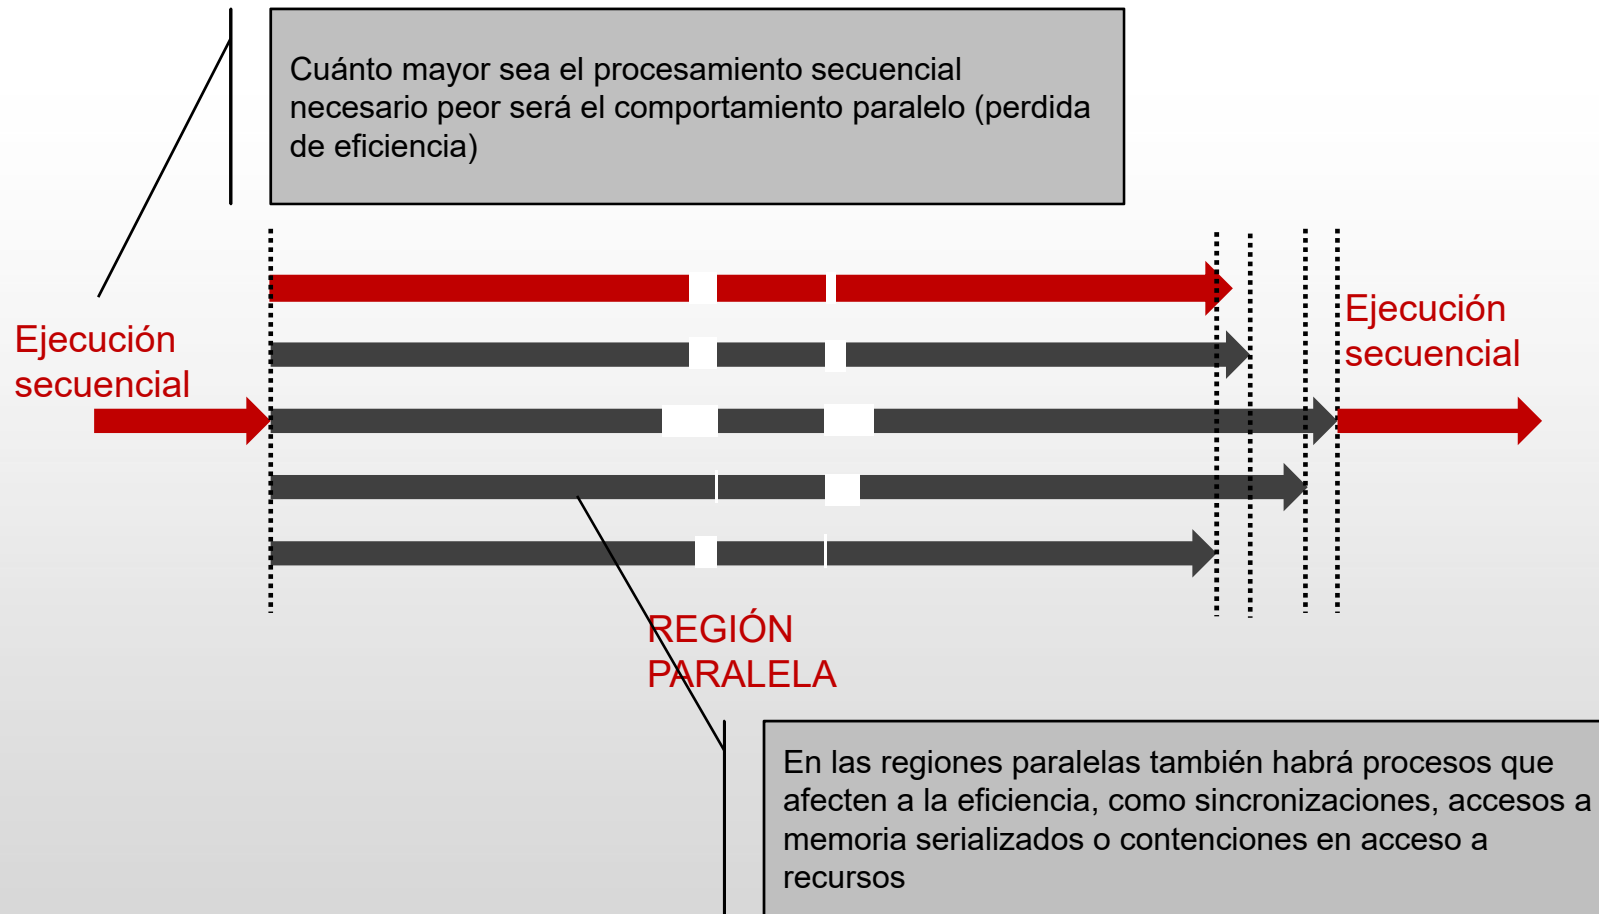 Cuánto mayor sea el procesamiento secuencial
necesario peor será el comportamiento paralelo (perdida
de eficiencia)
Ejecución
secuencial
Ejecución
secuencial
REGIÓN
PARALELA
En las regiones paralelas también habrá procesos que
afecten a la eficiencia, como sincronizaciones, accesos a
memoria serializados o contenciones en acceso a
recursos